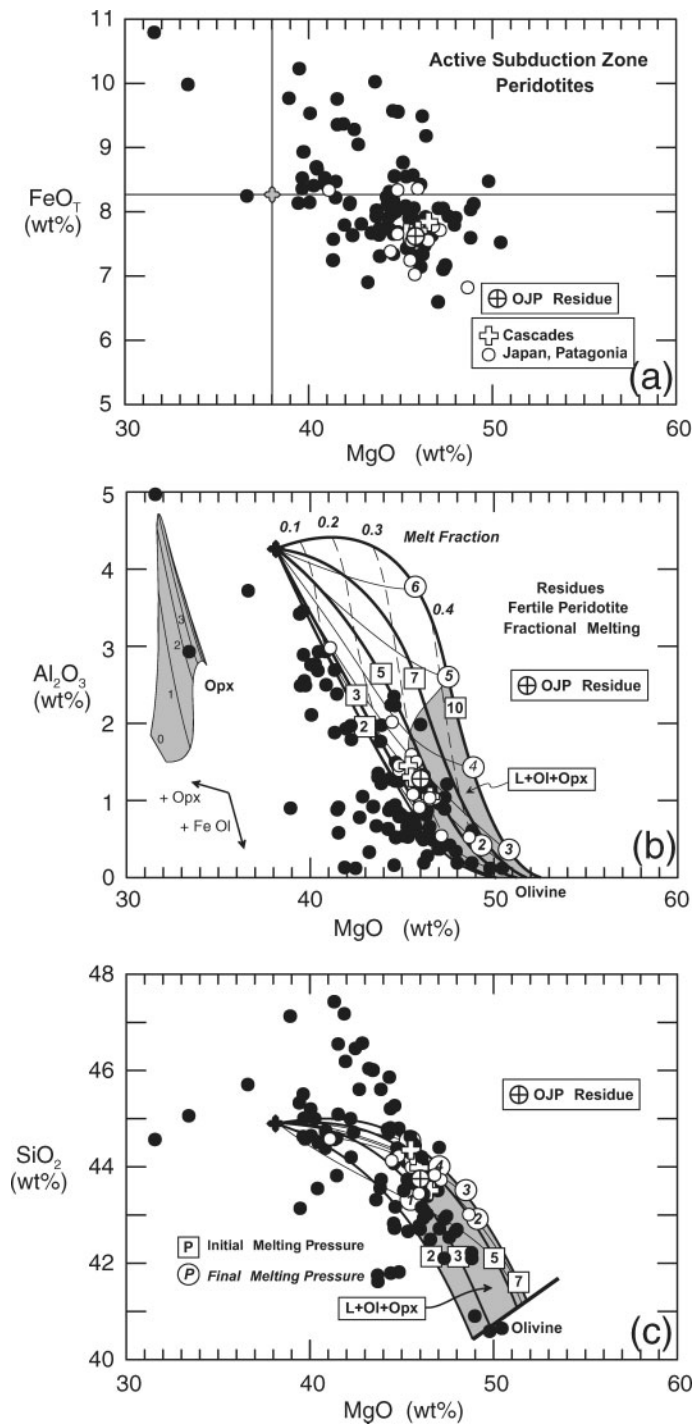 11
10
9
8
7
6
5
FeO_T
(wt%)
Active Subduction Zone
Peridotites
OJP Residue
Cascades
Japan, Patagonia
(a)
30 40 50 60
MgO (wt%)
5
4
3
2
1
0
Al₂O₃
(wt%)
0.1 0.2 0.3 Melt Fraction
0.4
6
Residues
Fertile Peridotite
Fractional Melting
OJP Residue
3
2
1
0
Opx
5 7 5
3 10
2 4
L+Ol+Opx
+ Opx
+ Fe Ol
2 3
(b)
Olivine
30 40 50 60
MgO (wt%)
48
46
44
42
40
SiO₂
(wt%)
OJP Residue
4
3
1 2
P Initial Melting Pressure
P Final Melting Pressure
2 3 5
7
L+Ol+Opx
Olivine
(c)
30 40 50 60
MgO (wt%)